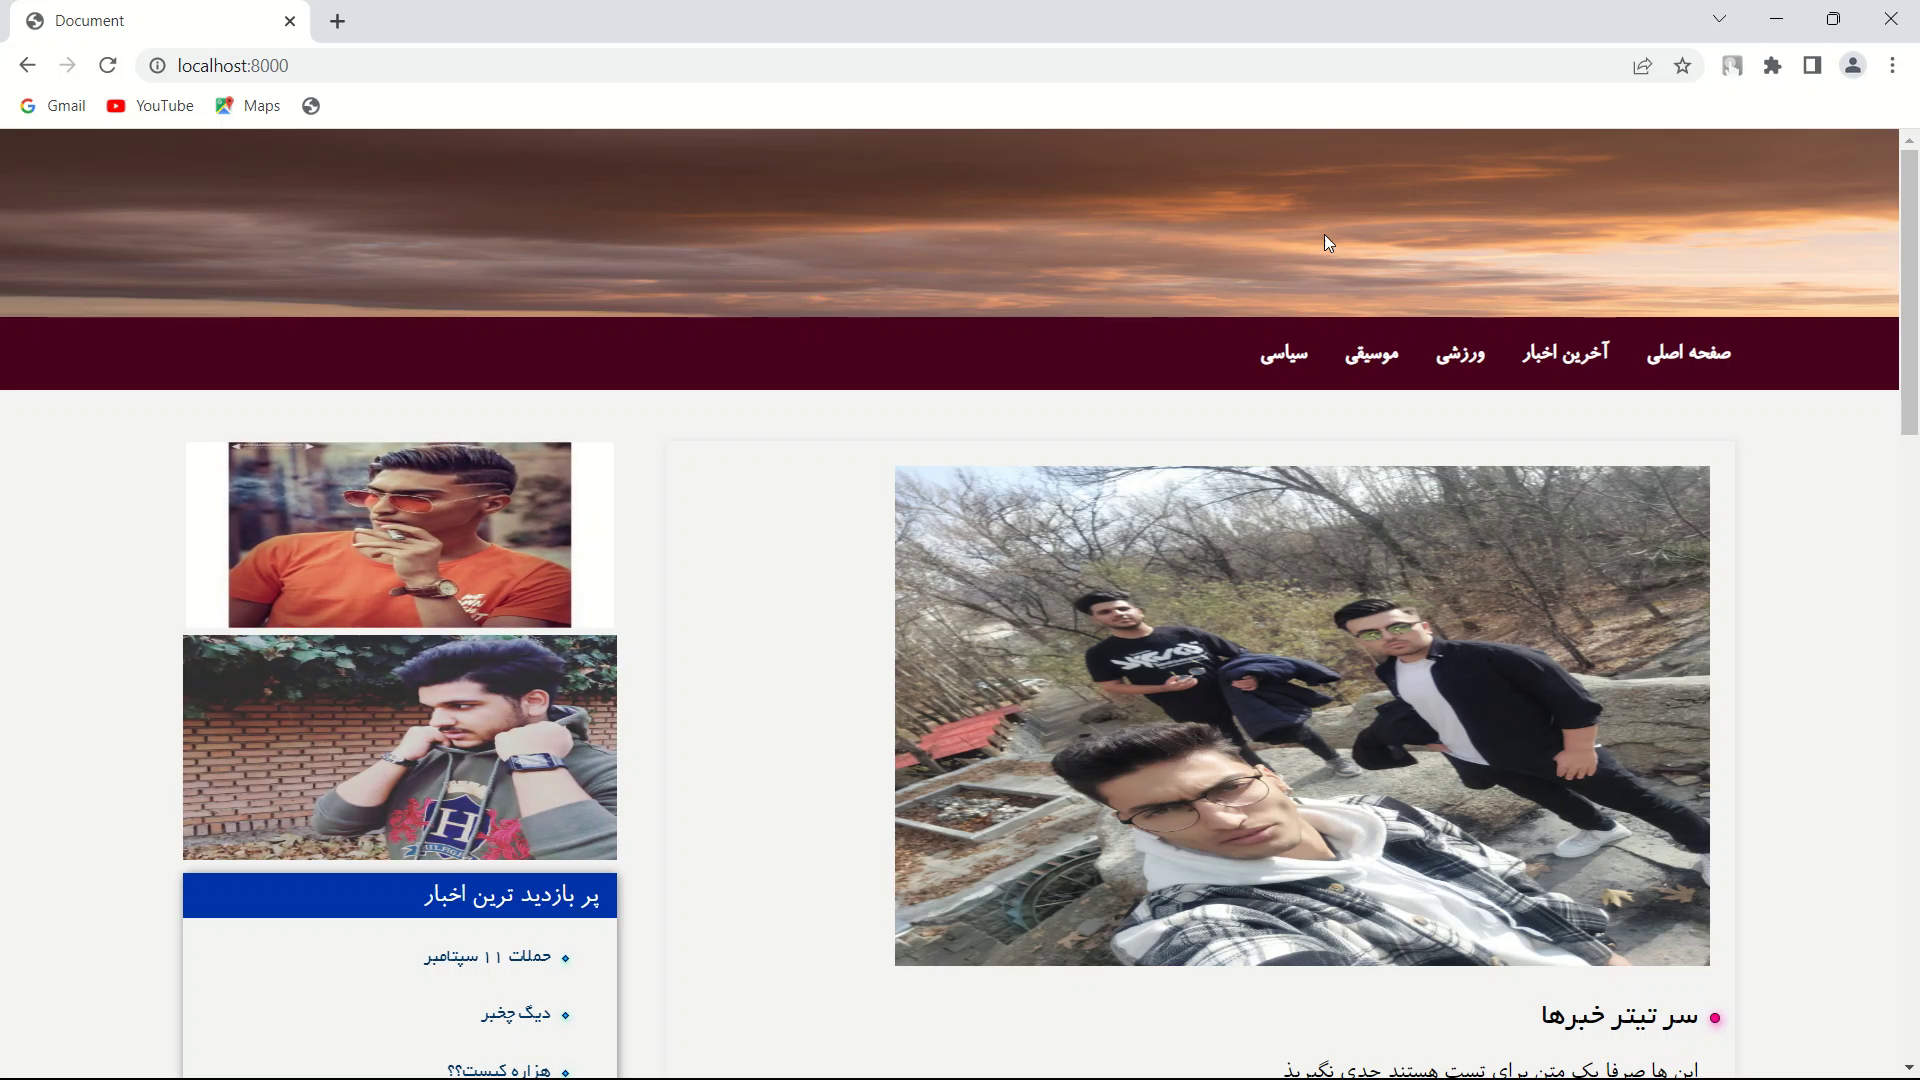 Document
localhost:8000
Gmail
YouTube
Maps
صفحه اصلی
آخرین اخبار
ورزشی
موسیقی
سیاسی
H
پر بازدید ترین اخبار
حملات ۱۱ سپتامبر
دیگ چخبر
هزاره کیست؟؟
سر تیتر خبرها
این ها صرفا یک متن برای تست هستند جدی نگیرید